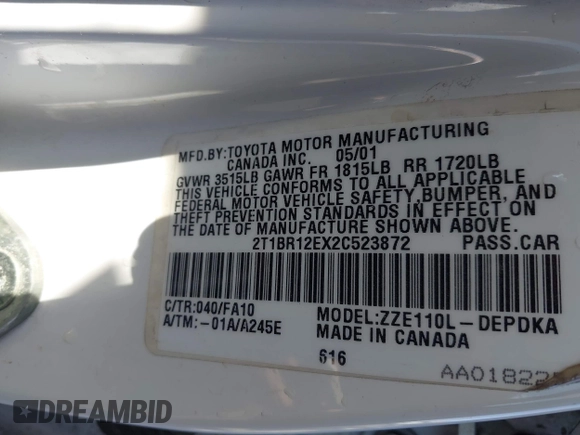 MFD.BY:TOYOTA MOTOR MANUFACTURING
CANADA INC. 05/01
GVWR 3515LB GAWR FR 1815LB RR 1720LB
THIS VEHICLE CONFORMS TO ALL APPLICABLE
FEDERAL MOTOR VEHICLE SAFETY,BUMPER, AND
THEFT PREVENTION STANDARDS IN EFFECT ON
THE DATE OF MANUFACTURE SHOWN ABOVE.
2T1BR12EX2C523872 PASS.CAR
C/TR:040/FA10 MODEL:ZZE110L-DEPDKA
A/TM:-01A/A245E MADE IN CANADA
616
AA01822
DREAMBID